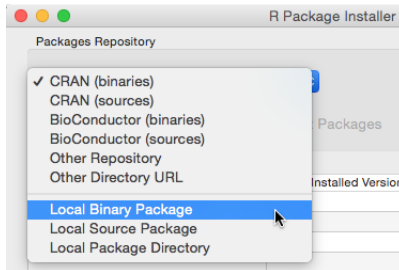 R Package Installer
Packages Repository
✓ CRAN (binaries)
CRAN (sources)
BioConductor (binaries)
BioConductor (sources)
Other Repository
Other Directory URL
Packages
Installed Versio
Local Binary Package
Local Source Package
Local Package Directory